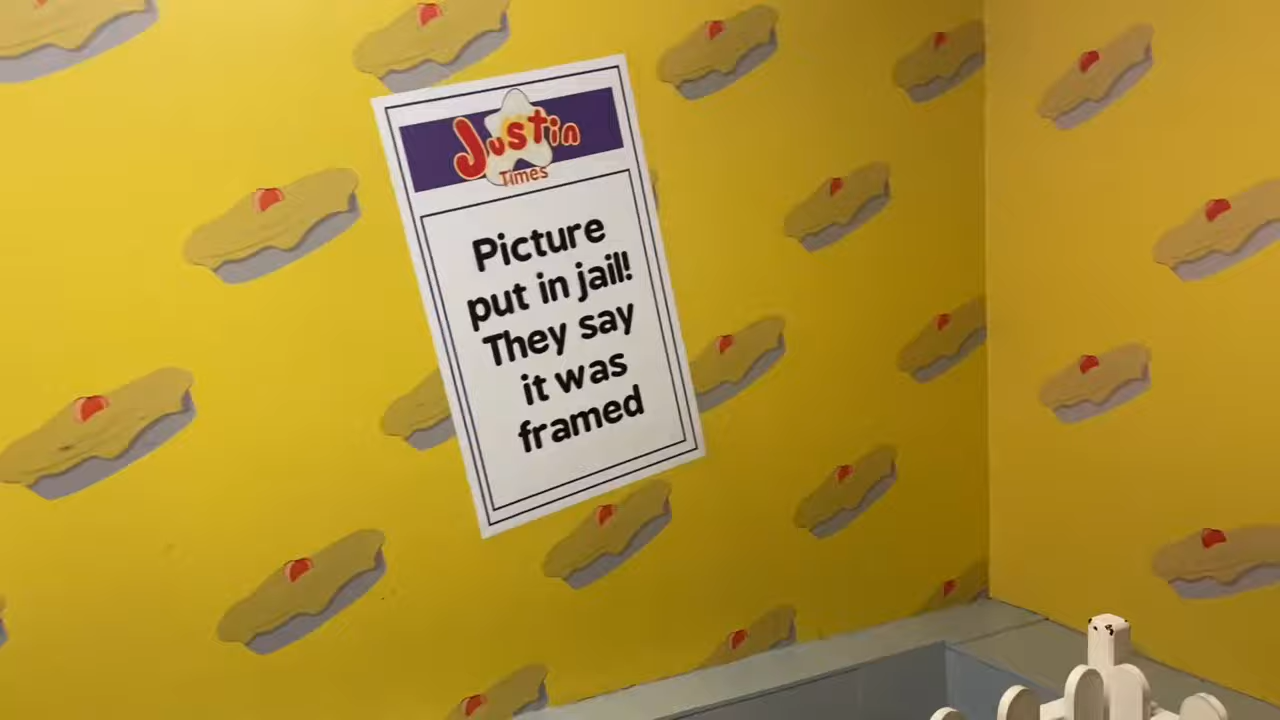 Justin
Times
Picture
put in jail!
They say
it was
framed